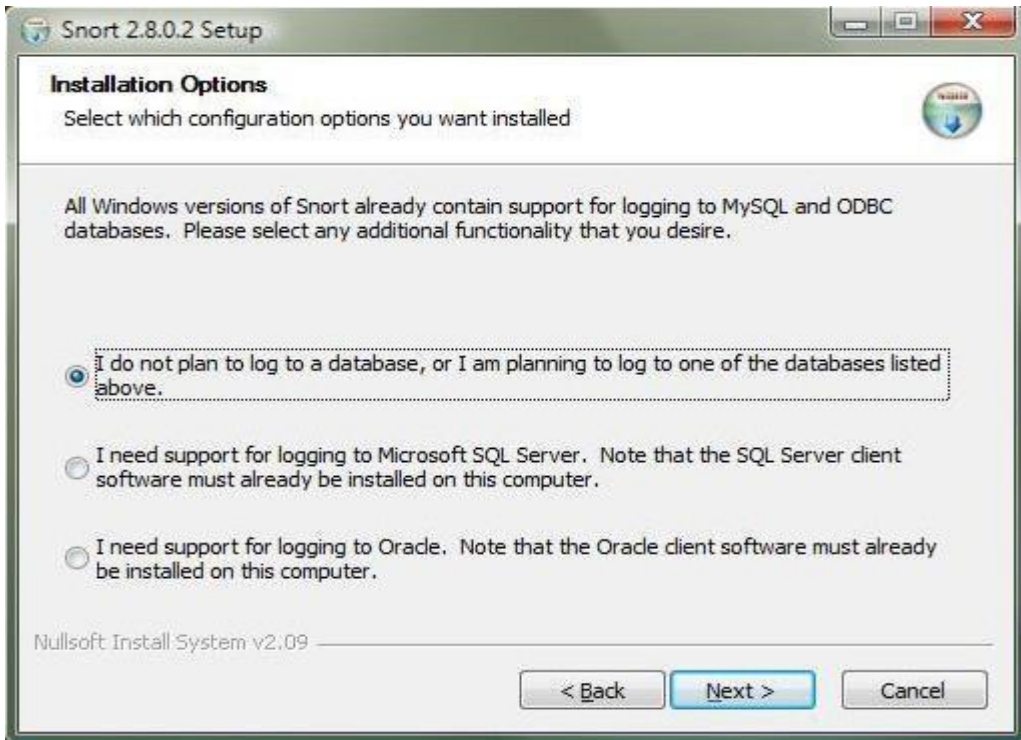 Snort 2.8.0.2 Setup
Installation Options
Select which configuration options you want installed
All Windows versions of Snort already contain support for logging to MySQL and ODBC
databases.  Please select any additional functionality that you desire.
I do not plan to log to a database, or I am planning to log to one of the databases listed
above.
I need support for logging to Microsoft SQL Server.  Note that the SQL Server client
software must already be installed on this computer.
I need support for logging to Oracle.  Note that the Oracle client software must already
be installed on this computer.
Nullsoft Install System v2.09
< Back
Next >
Cancel